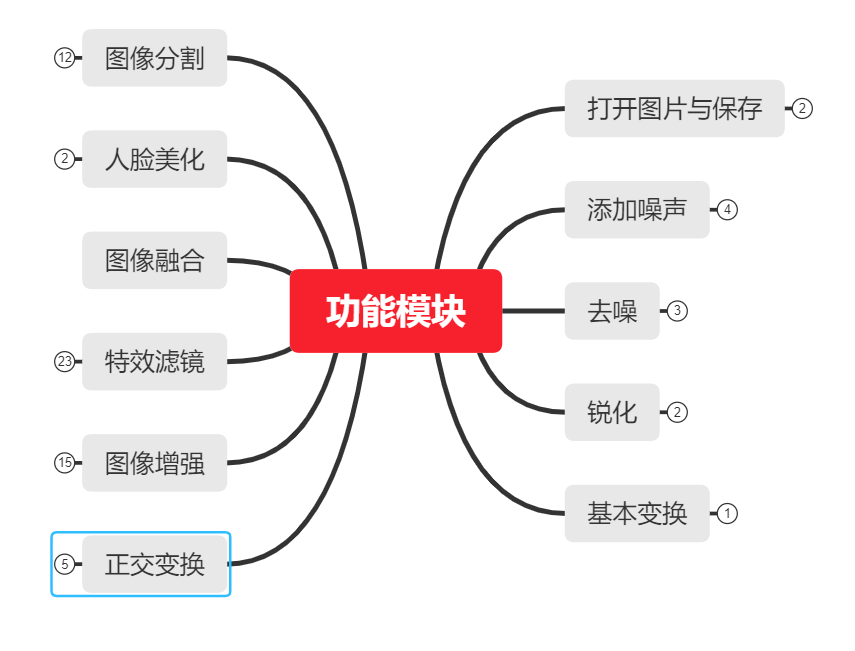 功能模块
打开图片与保存
2
添加噪声
4
去噪
3
锐化
2
基本变换
1
12
图像分割
2
人脸美化
图像融合
23
特效滤镜
15
图像增强
5
正交变换